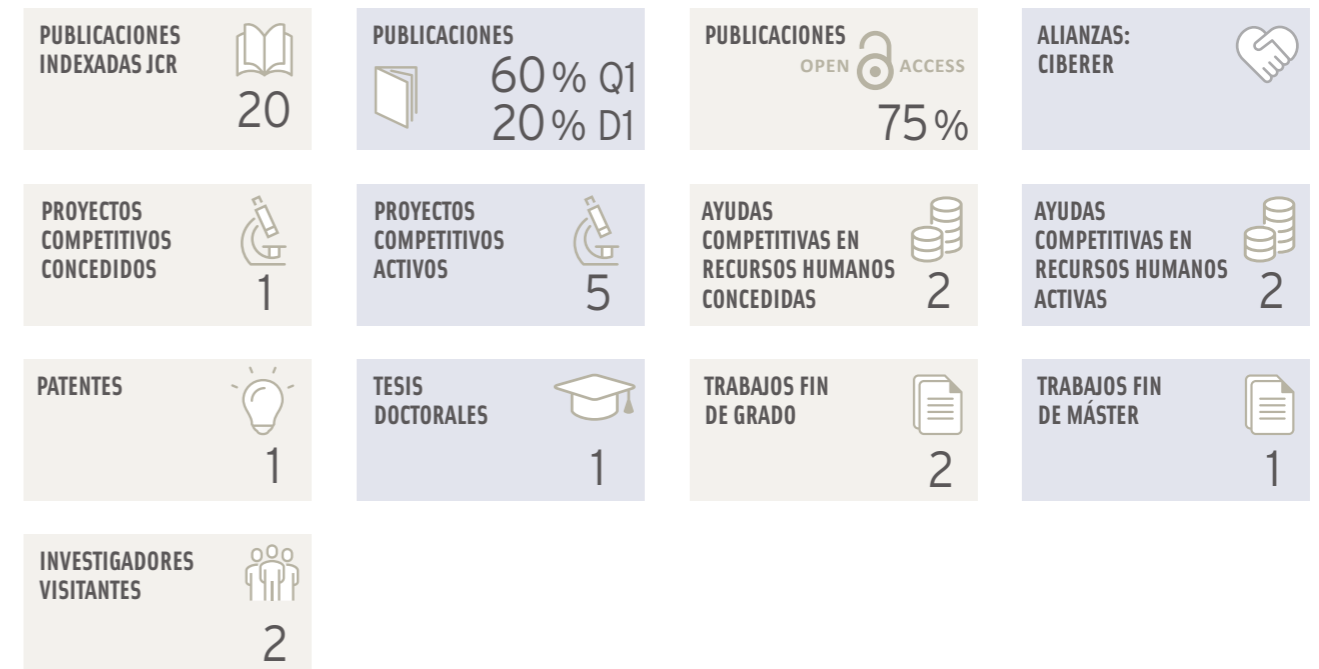 PUBLICACIONES
INDEXADAS JCR
20
PUBLICACIONES
60% Q1
20% D1
PUBLICACIONES
OPEN ACCESS
75%
ALIANZAS:
CIBERER
PROYECTOS
COMPETITIVOS
CONCEDIDOS
1
PROYECTOS
COMPETITIVOS
ACTIVOS
5
AYUDAS
COMPETITIVAS EN
RECURSOS HUMANOS
CONCEDIDAS
2
AYUDAS
COMPETITIVAS EN
RECURSOS HUMANOS
ACTIVAS
2
PATENTES
1
TESIS
DOCTORALES
1
TRABAJOS FIN
DE GRADO
2
TRABAJOS FIN
DE MÁSTER
1
INVESTIGADORES
VISITANTES
2